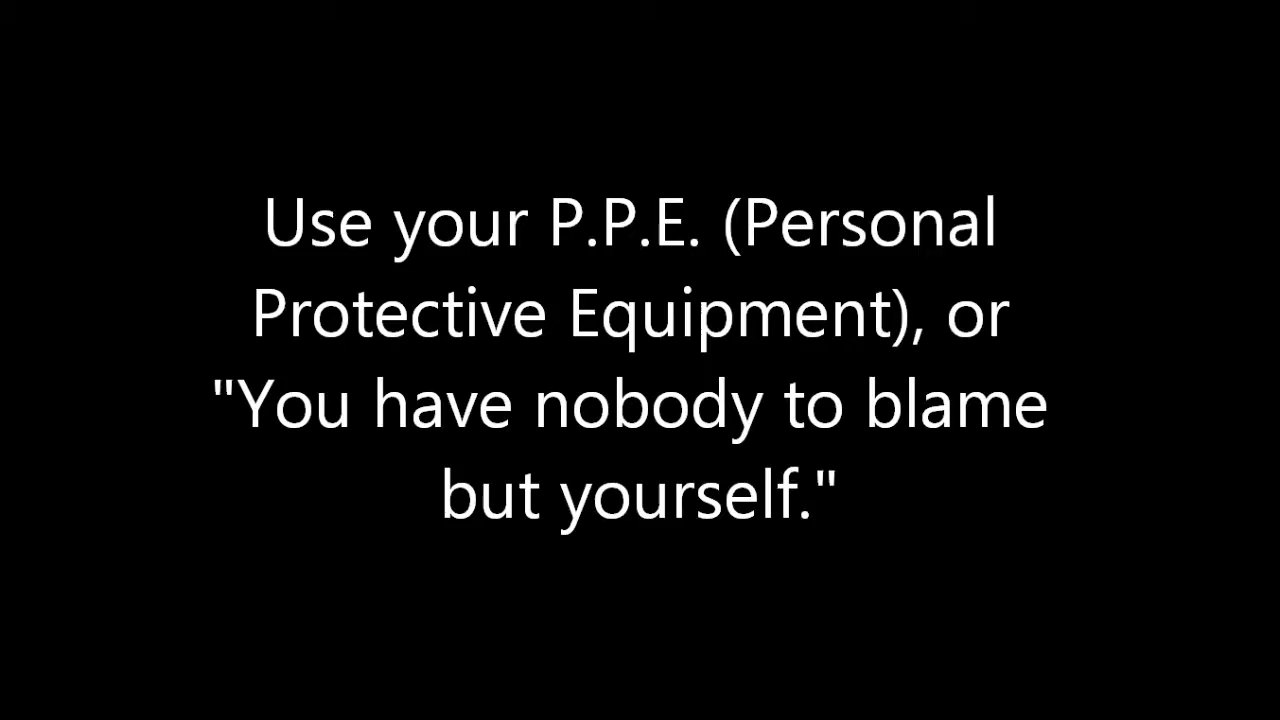 Use your P.P.E. (Personal
Protective Equipment), or
"You have nobody to blame
but yourself."